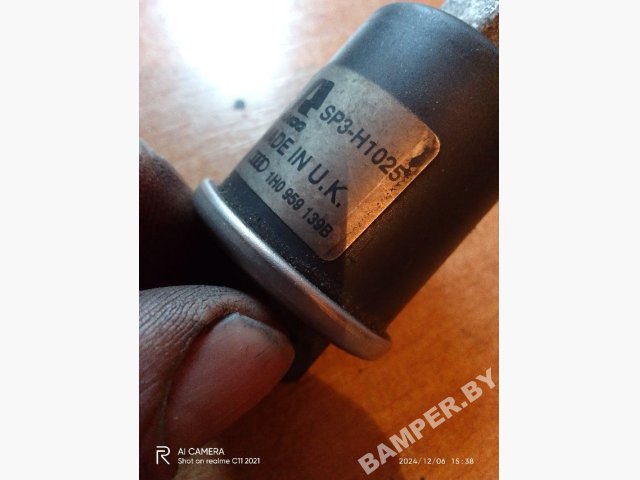 SP3-H1025
MADE IN U.K.
1H0 959 139B
BAMPER.BY
AI CAMERA
Shot on realme C11 2021
2024/12/06 15:38